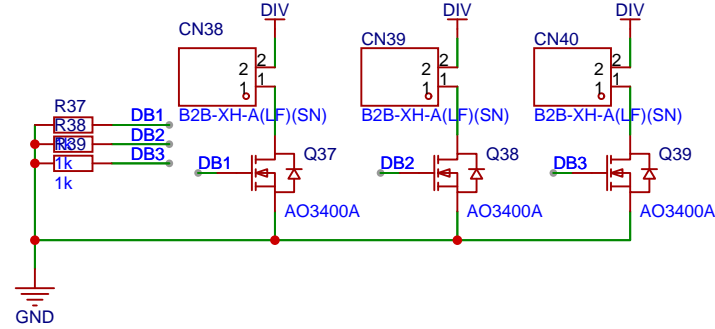 DIV
DIV
DIV
CN38
CN39
CN40
2
2
1
1
2
2
1
1
2
2
1
1
B2B-XH-A(LF)(SN)
B2B-XH-A(LF)(SN)
B2B-XH-A(LF)(SN)
R37
DB1
R38
1k
DB2
R39
1k
DB3
1k
DB1
Q37
AO3400A
DB2
Q38
AO3400A
DB3
Q39
AO3400A
GND